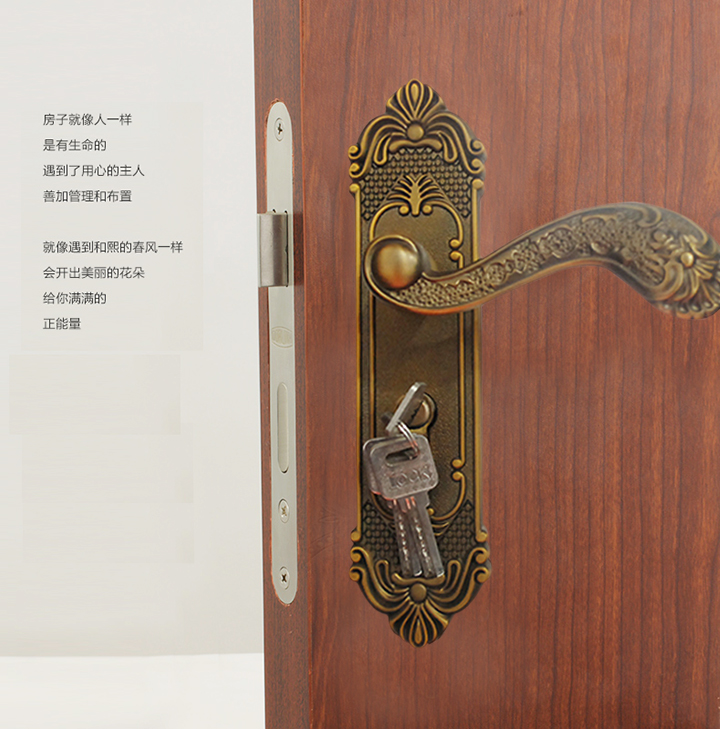 房子就像人一样
是有生命的
遇到了用心的主人
善加管理和布置
就像遇到和熙的春风一样
会开出美丽的花朵
给你满满的
正能量